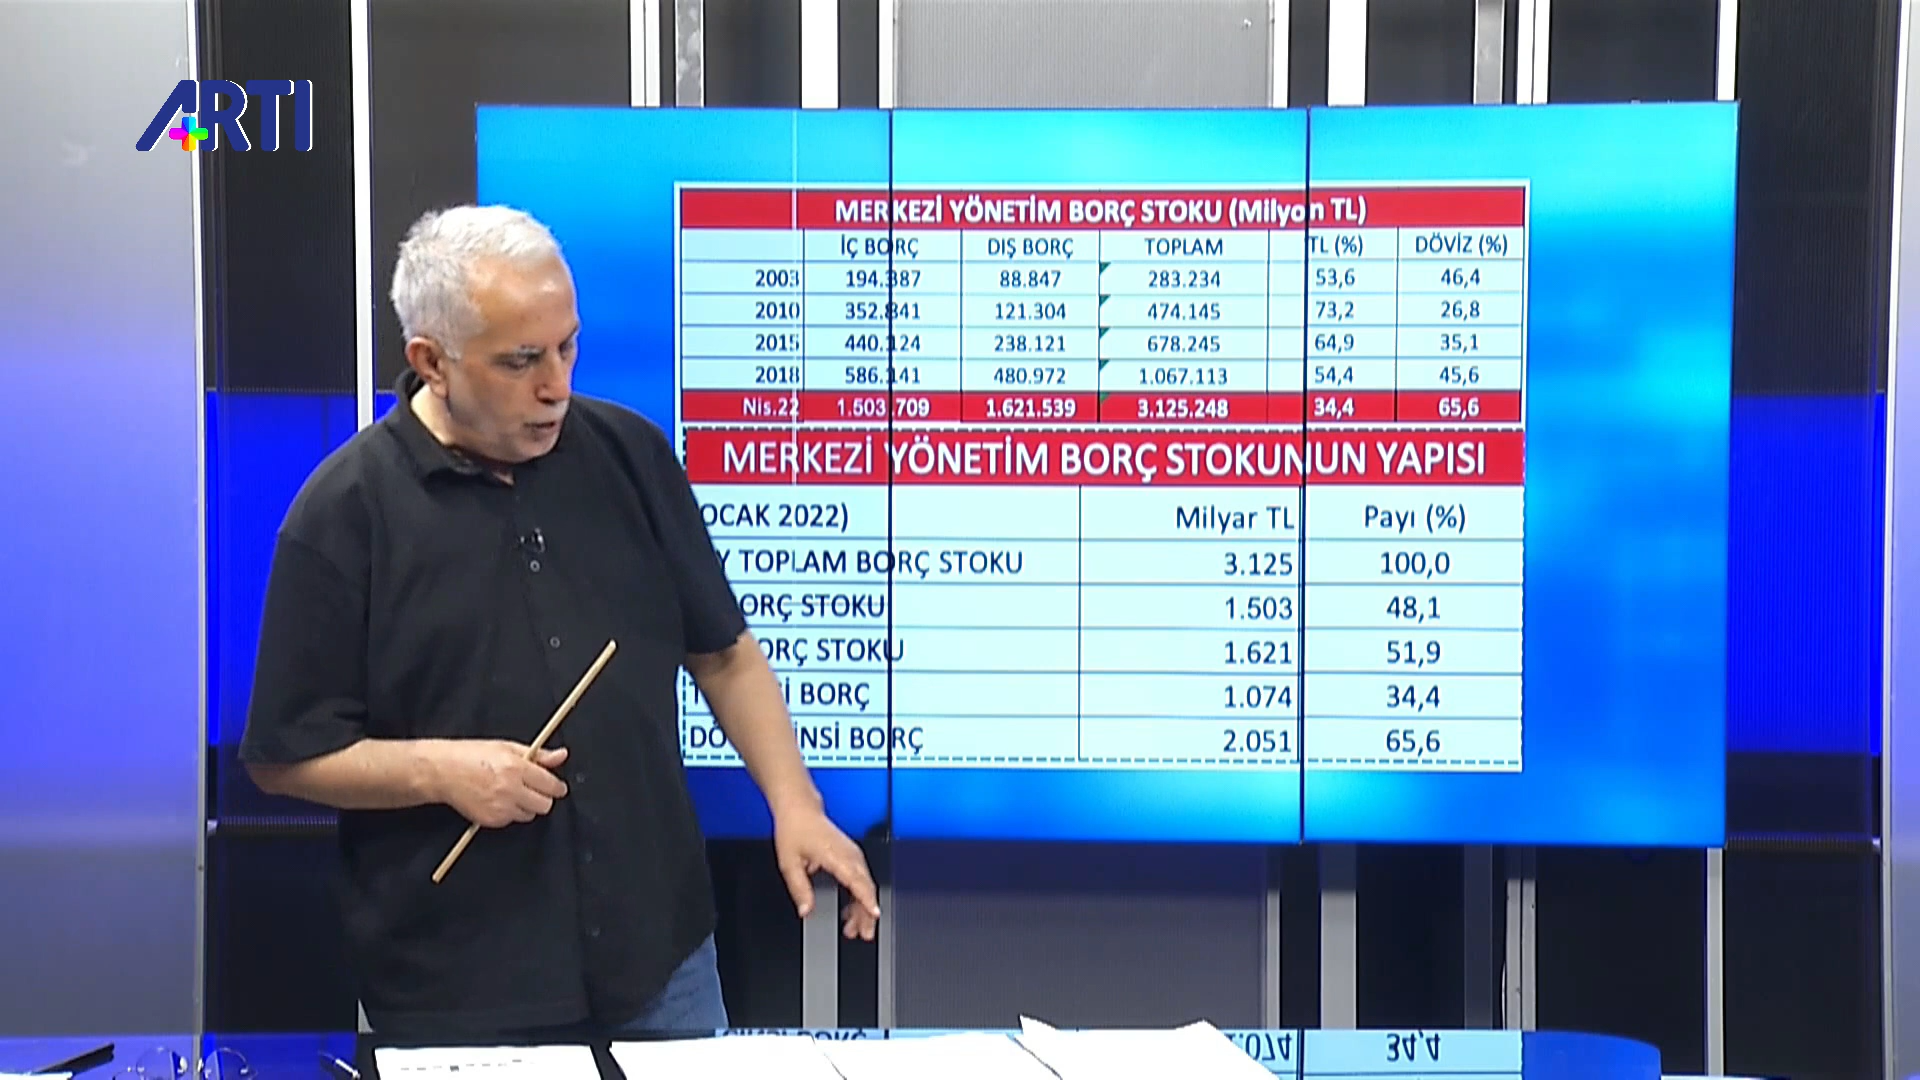 ARTI
MERKEZİ YÖNETİM BORÇ STOKU (Milyon TL)
İÇ BORÇ DIŞ BORÇ TOPLAM TL (%) DÖVİZ (%)
2003 194.387 88.847 283.234 53,6 46,4
2010 352.841 121.304 474.145 73,2 26,8
2015 440.124 238.121 678.245 64,9 35,1
2018 586.141 480.972 1.067.113 54,4 45,6
Nis.22 1.503.709 1.621.539 3.125.248 34,4 65,6
MERKEZİ YÖNETİM BORÇ STOKUNUN YAPISI
OCAK 2022) Milyar TL Payı (%)
Y TOPLAM BORÇ STOKU 3.125 100,0
ORÇ STOKU 1.503 48,1
ORÇ STOKU 1.621 51,9
BORÇ 1.074 34,4
İNSİ BORÇ 2.051 65,6
34,4